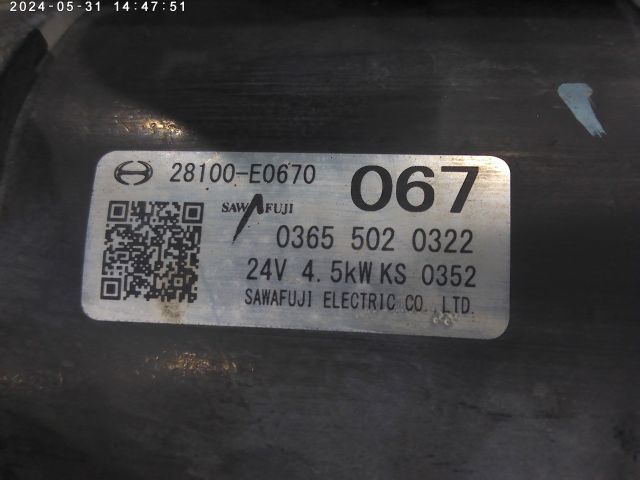 2024-05-31 14:47:51
28100-E0670 067
SAWAFUJI
0365 502 0322
24V 4.5kW KS 0352
SAWAFUJI ELECTRIC CO. LTD.